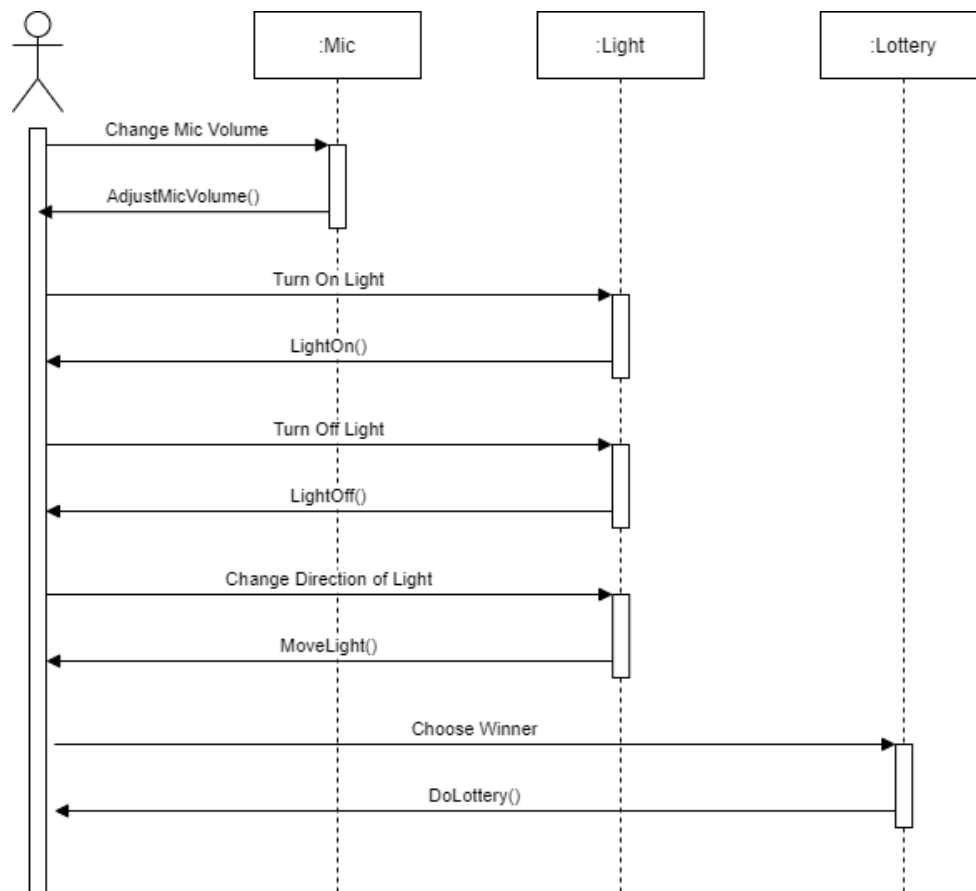 :Mic
:Light
:Lottery
Change Mic Volume
AdjustMicVolume()
Turn On Light
LightOn()
Turn Off Light
LightOff()
Change Direction of Light
MoveLight()
Choose Winner
DoLottery()